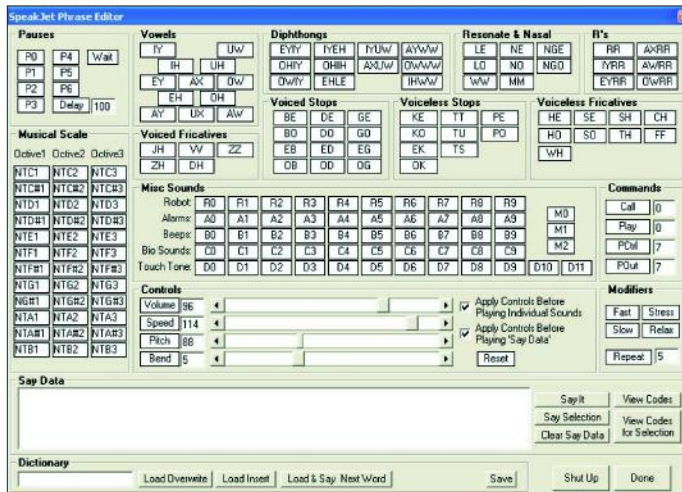 SpeakJet Phrase Editor
Pauses
P0 P4 Wait
P1 P5
P2 P6
P3 Delay 100
Vowels
IY UW
IH UH
EY AX OW
EH OH
AY UX AW
Diphthongs
EYIY IYEH IYUW AYWW
OHIY OHIH AXUW OWWW
OWIY EHLE IHWW
Resonate & Nasal
LE NE NGE
LO NO NGO
WW MM
R's
RR AXRR
IYRR AWRR
EYRR OWRR
Voiced Stops
BE DE GE
BO DO GO
EB ED EG
OB OD OG
Voiceless Stops
KE TT PE
KO TU PO
EK TS
OK
Voiceless Fricatives
HE SE SH CH
HO SO TH FF
WH
Voiced Fricatives
JH VV ZZ
ZH DH
Musical Scale
Octive1 Octive2 Octive3
NTC1 NTC2 NTC3
NTC#1 NTC#2 NTC#3
NTD1 NTD2 NTD3
NTD#1 NTD#2 NTD#3
NTE1 NTE2 NTE3
NTF1 NTF2 NTF3
NTF#1 NTF#2 NTF#3
NTG1 NTG2 NTG3
NG#1 NTG#2 NTG#3
NTA1 NTA2 NTA3
NTA#1 NTA#2 NTA#3
NTB1 NTB2 NTB3
Misc Sounds
Robot: R0 R1 R2 R3 R4 R5 R6 R7 R8 R9
Alarms: A0 A1 A2 A3 A4 A5 A6 A7 A8 A9
Beeps: B0 B1 B2 B3 B4 B5 B6 B7 B8 B9
Bio Sounds: C0 C1 C2 C3 C4 C5 C6 C7 C8 C9
Touch Tone: D0 D1 D2 D3 D4 D5 D6 D7 D8 D9 D10 D11
M0
M1
M2
Commands
Call 0
Play 0
PCtrl 7
POut 7
Controls
Volume 96
Speed 114
Pitch 88
Bend 5
Apply Controls Before
Playing Individual Sounds
Apply Controls Before
Playing 'Say Data'
Reset
Modifiers
Fast Stress
Slow Relax
Repeat 5
Say Data
Say It View Codes
Say Selection View Codes
Clear Say Data for Selection
Dictionary
Load Overwrite Load Insert Load & Say Next Word Save Shut Up Done